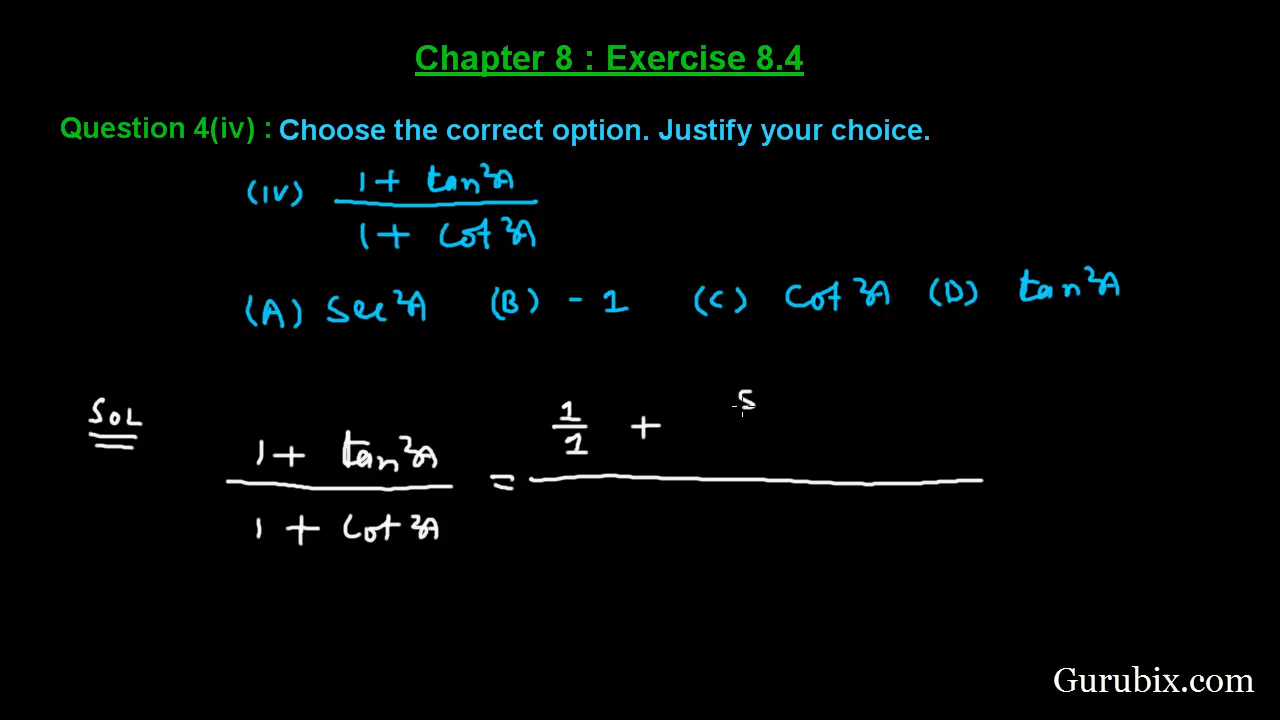 Chapter 8 : Exercise 8.4
Question 4(iv) : Choose the correct option. Justify your choice.
(iv) 1 + tan²A
1 + cot²A
(A) sec²A (B) -1 (C) cot²A (D) tan²A
SOL
1 + tan²A = 1/1 + s
1 + cot²A
Gurubix.com